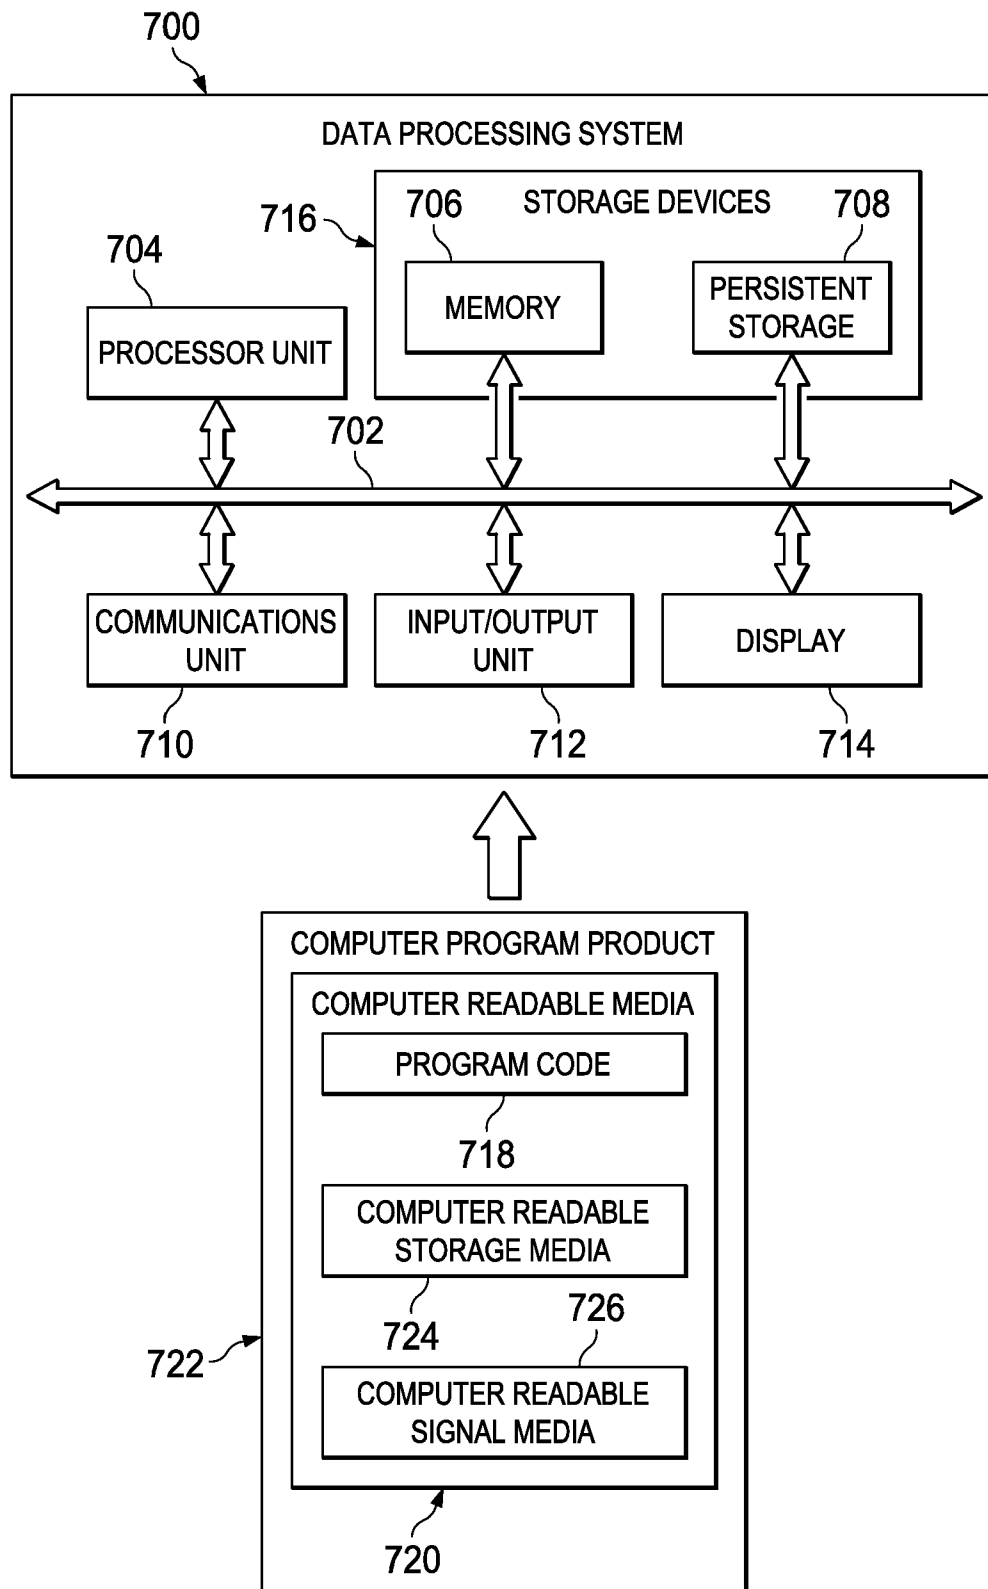 700
DATA PROCESSING SYSTEM
STORAGE DEVICES
716
706
708
704
MEMORY
PERSISTENT
STORAGE
PROCESSOR UNIT
702
COMMUNICATIONS
UNIT
INPUT/OUTPUT
UNIT
DISPLAY
710
712
714
COMPUTER PROGRAM PRODUCT
COMPUTER READABLE MEDIA
PROGRAM CODE
718
COMPUTER READABLE
STORAGE MEDIA
724
726
722
COMPUTER READABLE
SIGNAL MEDIA
720